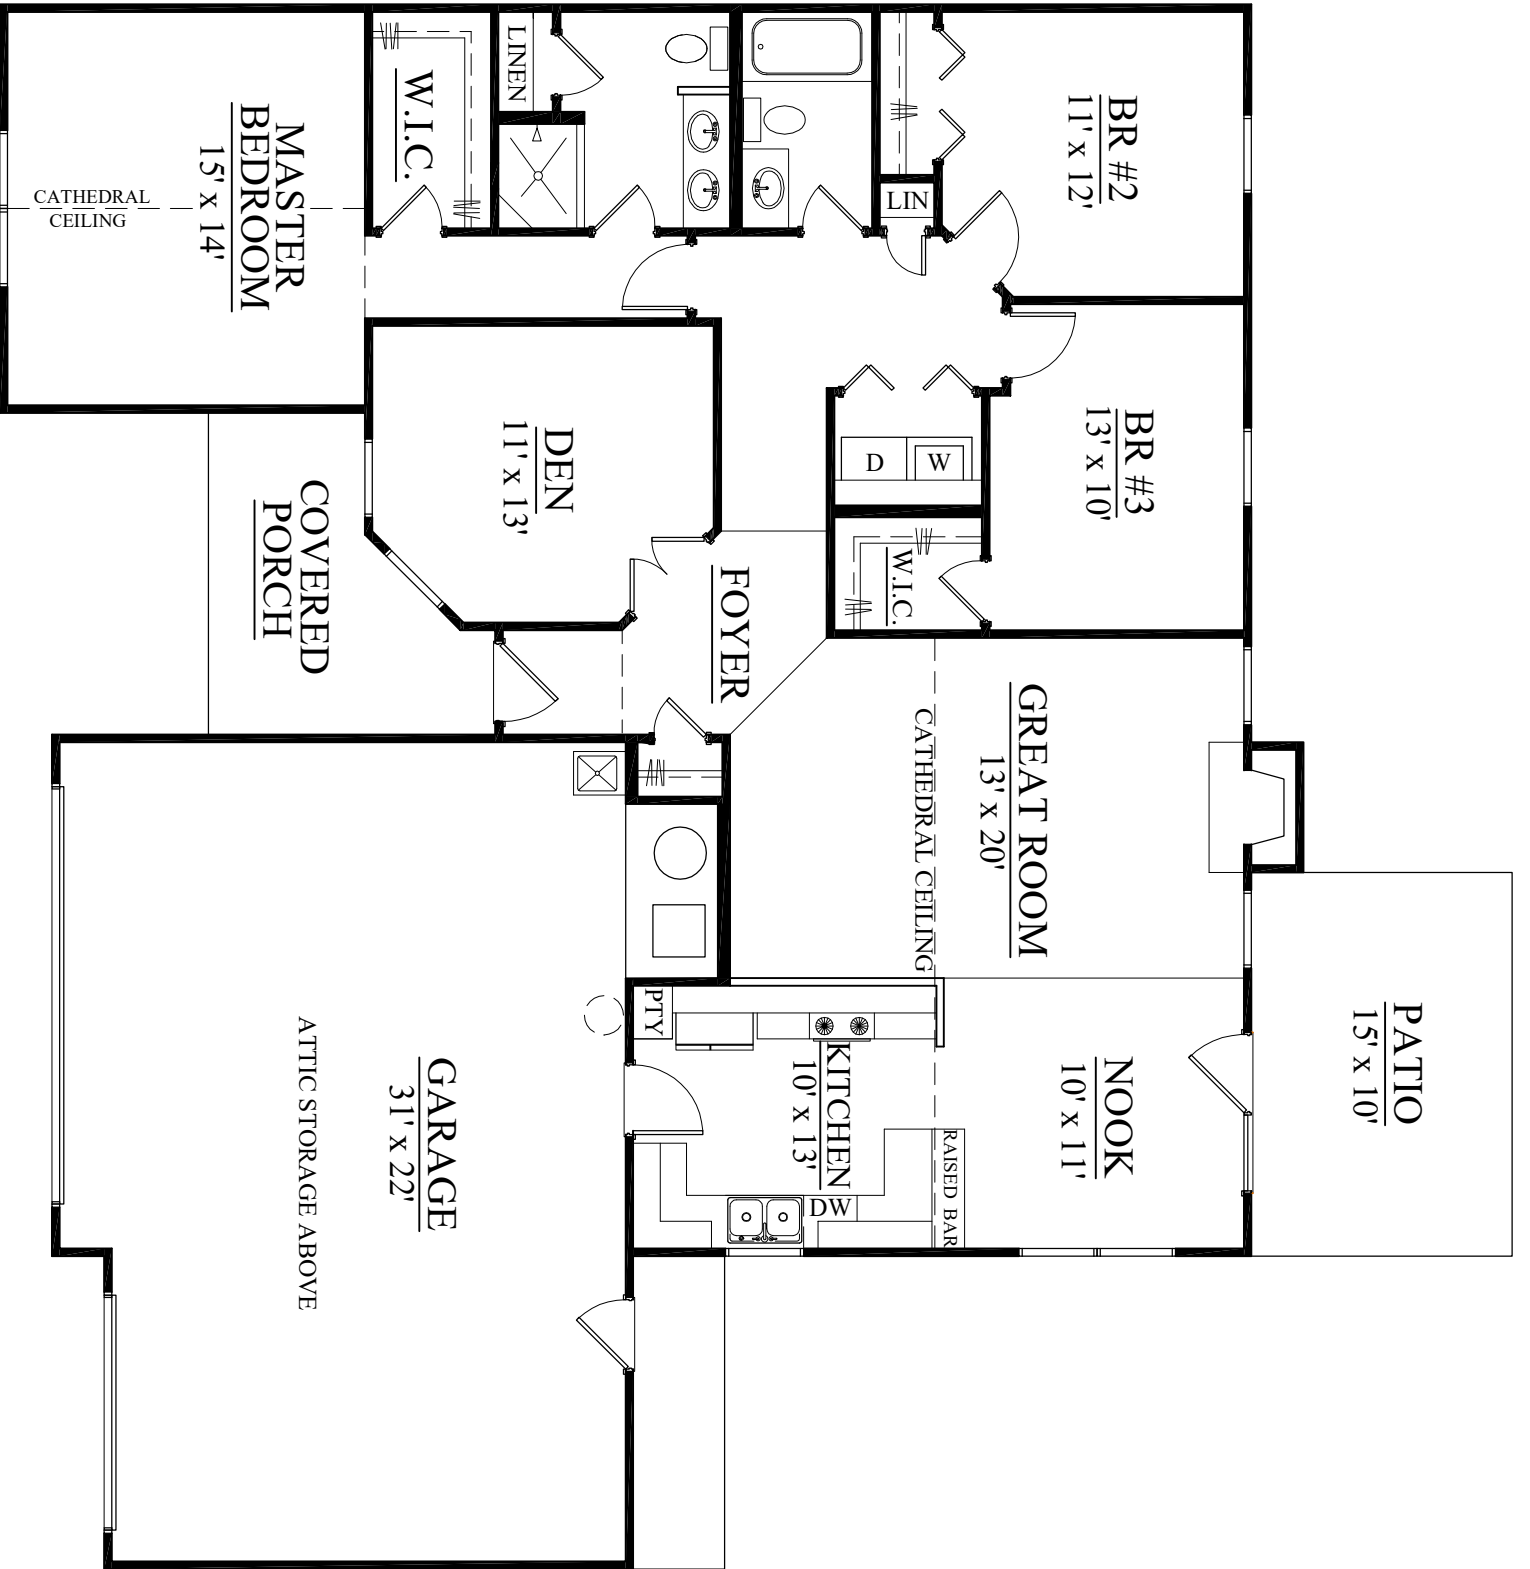 BR #2
11' x 12'
LIN
LINEN
W.I.C.
MASTER
BEDROOM
15' x 14'
CATHEDRAL
CEILING
BR #3
13' x 10'
D
W
W.I.C.
DEN
11' x 13'
COVERED
PORCH
FOYER
GREAT ROOM
13' x 20'
CATHEDRAL CEILING
PATIO
15' x 10'
NOOK
10' x 11'
KITCHEN
10' x 13'
PTY
DW
RAISED BAR
GARAGE
31' x 22'
ATTIC STORAGE ABOVE